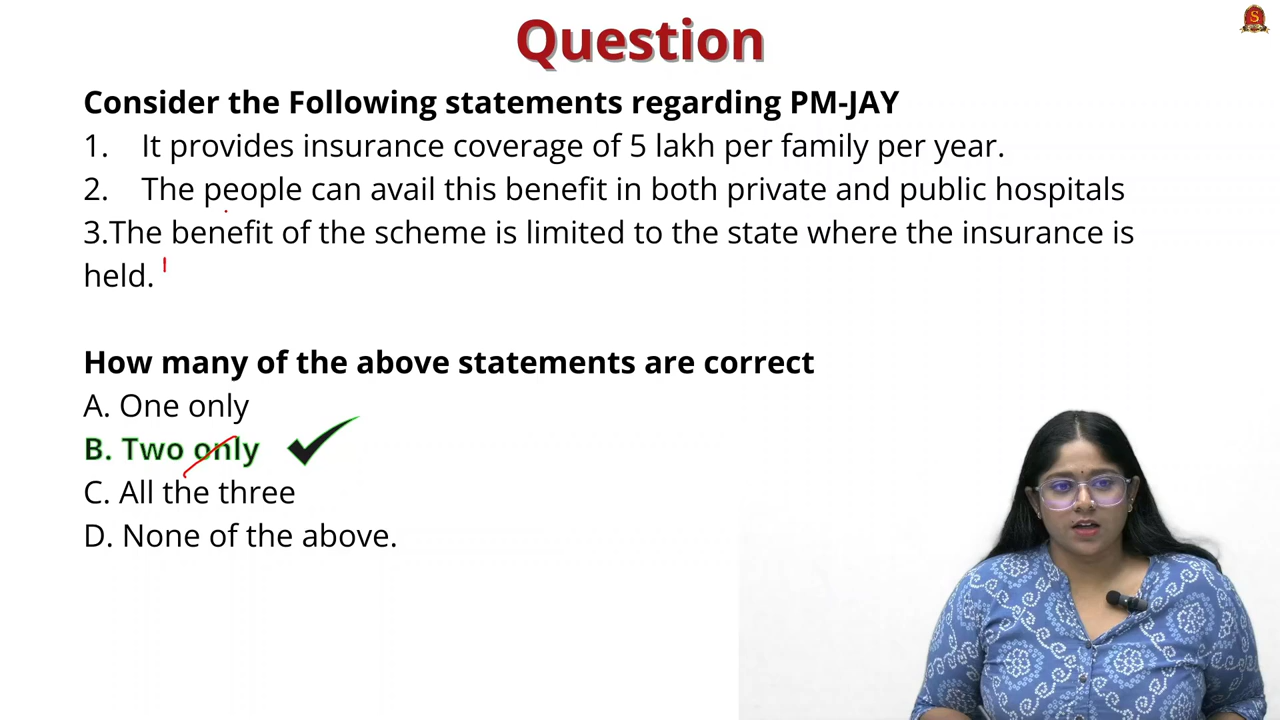 Question
Consider the Following statements regarding PM-JAY
1. It provides insurance coverage of 5 lakh per family per year.
2. The people can avail this benefit in both private and public hospitals
3.The benefit of the scheme is limited to the state where the insurance is
held.
How many of the above statements are correct
A. One only
B. Two only
C. All the three
D. None of the above.
S